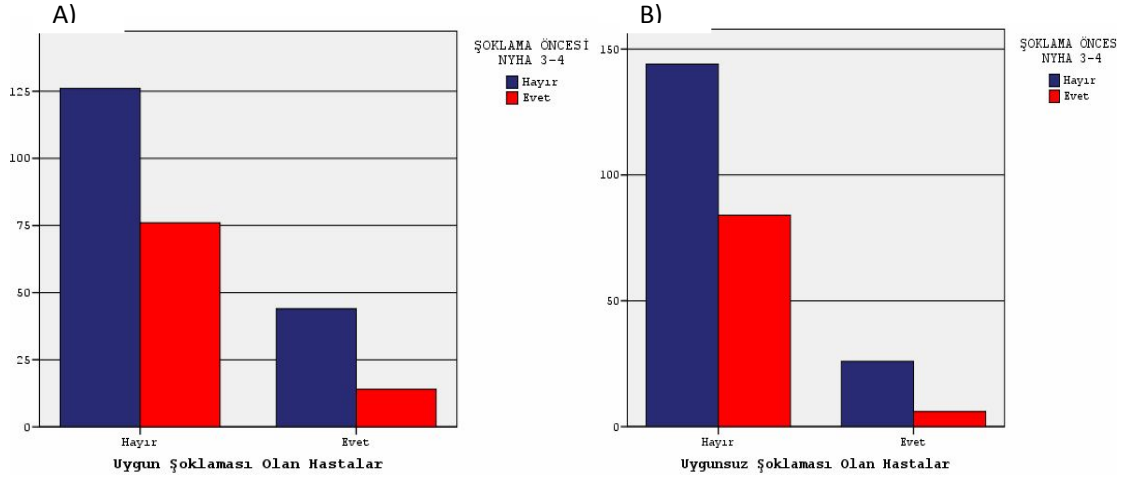 A)
ŞOKLAMA ÖNCESİ
NYHA 3-4
Hayır
Evet
125
100
75
50
25
0
Hayır
Evet
Uygun Şoklaması Olan Hastalar
B)
ŞOKLAMA ÖNCES
NYHA 3-4
Hayır
Evet
150
100
50
0
Hayır
Evet
Uygunsuz Şoklaması Olan Hastalar